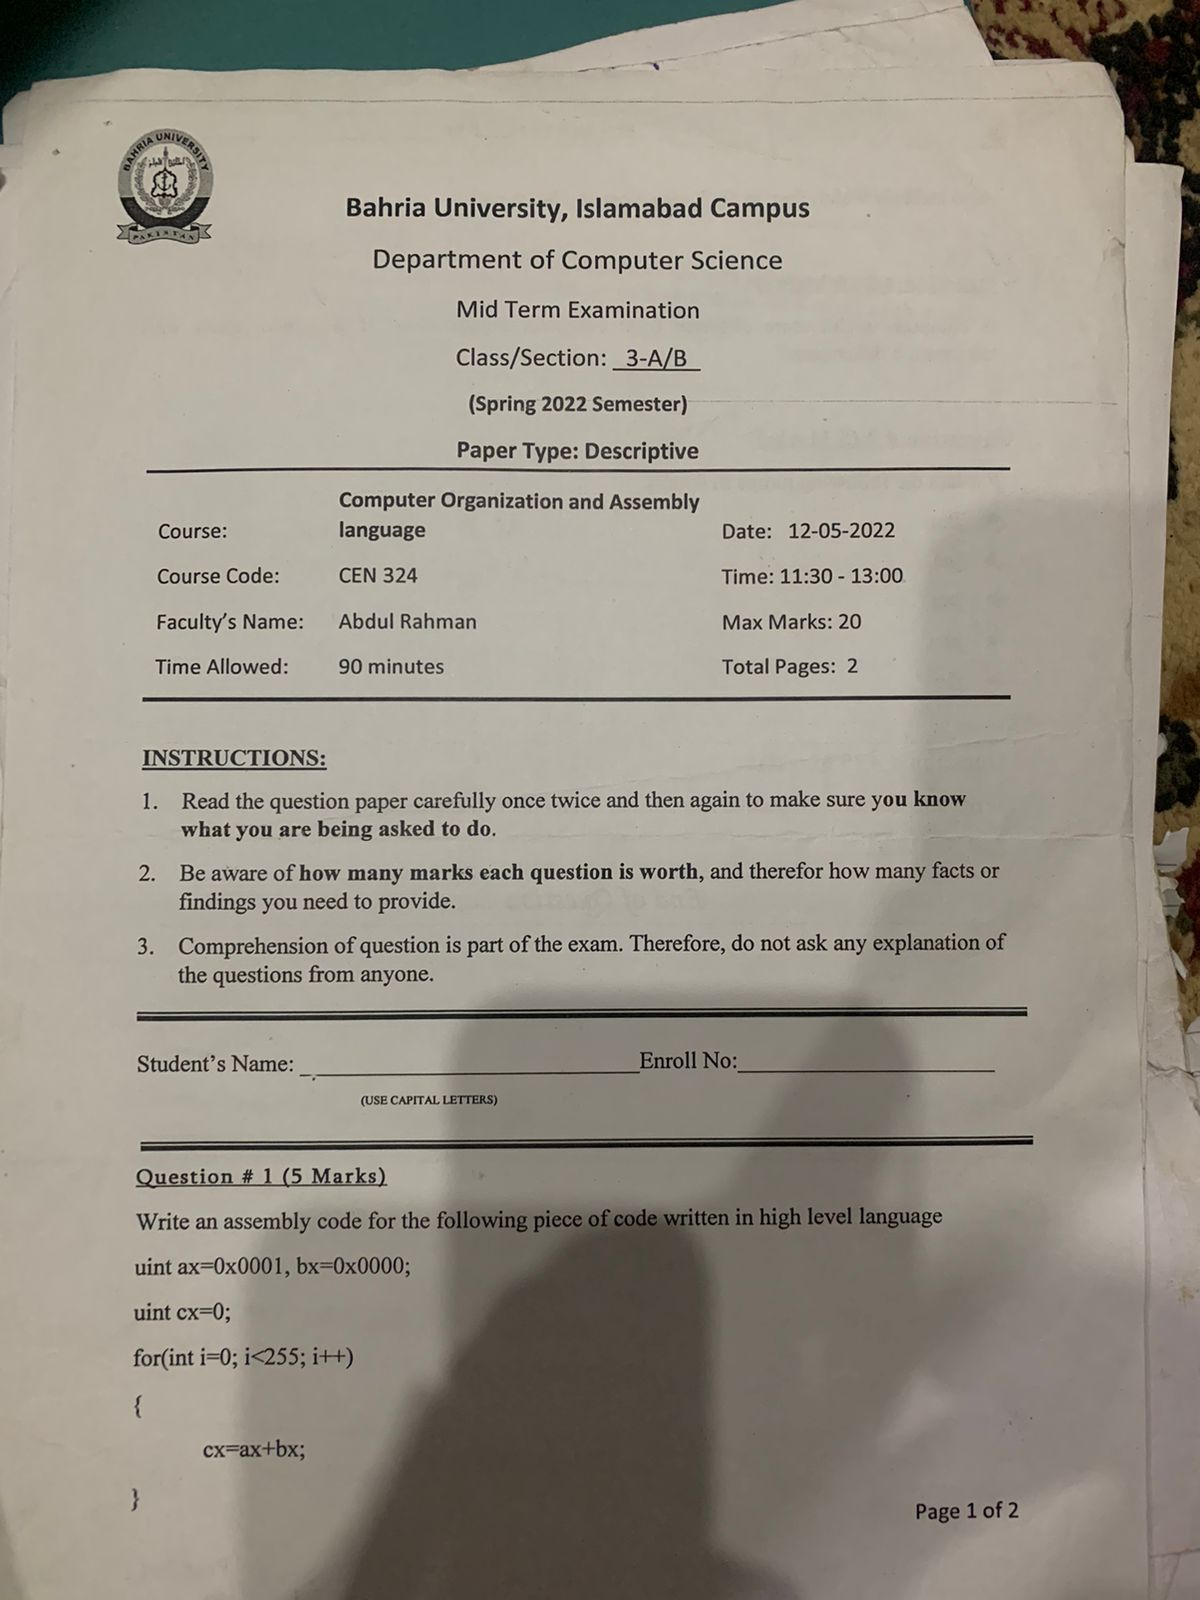 BAHRIA UNIVERSITY
PAKISTAN
Bahria University, Islamabad Campus
Department of Computer Science
Mid Term Examination
Class/Section: 3-A/B
(Spring 2022 Semester)
Paper Type: Descriptive
Computer Organization and Assembly
Course: language Date: 12-05-2022
Course Code: CEN 324 Time: 11:30 - 13:00
Faculty's Name: Abdul Rahman Max Marks: 20
Time Allowed: 90 minutes Total Pages: 2
INSTRUCTIONS:
1. Read the question paper carefully once twice and then again to make sure you know
what you are being asked to do.
2. Be aware of how many marks each question is worth, and therefor how many facts or
findings you need to provide.
3. Comprehension of question is part of the exam. Therefore, do not ask any explanation of
the questions from anyone.
Student's Name: Enroll No:
(USE CAPITAL LETTERS)
Question # 1 (5 Marks)
Write an assembly code for the following piece of code written in high level language
uint ax=0x0001, bx=0x0000;
uint cx=0;
for(int i=0; i<255; i++)
{
cx=ax+bx;
}
Page 1 of 2